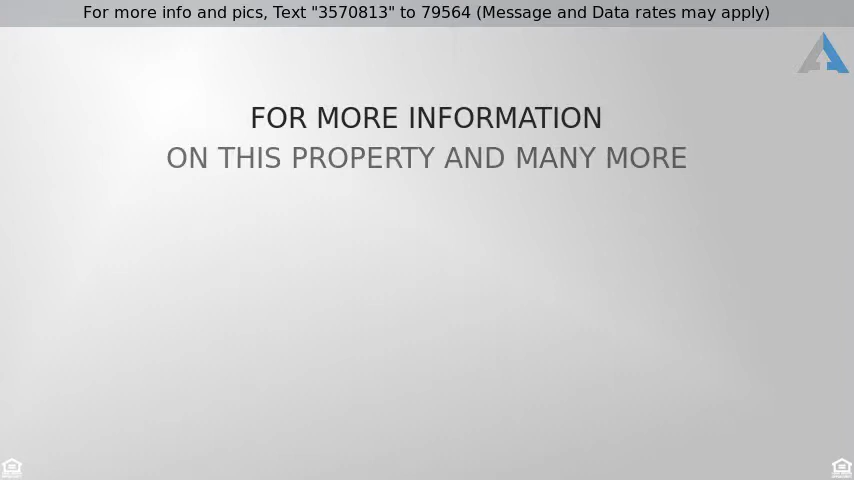 For more info and pics, Text "3570813" to 79564 (Message and Data rates may apply)
FOR MORE INFORMATION
ON THIS PROPERTY AND MANY MORE